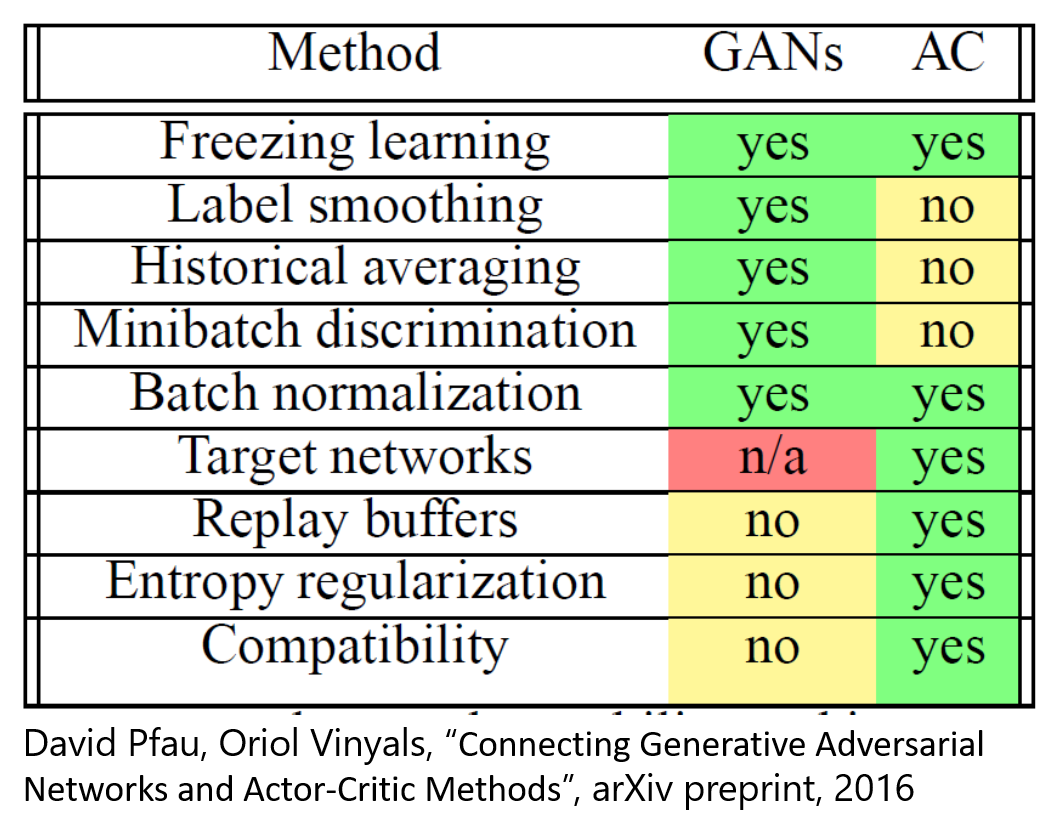 Method GANs AC
Freezing learning yes yes
Label smoothing yes no
Historical averaging yes no
Minibatch discrimination yes no
Batch normalization yes yes
Target networks n/a yes
Replay buffers no yes
Entropy regularization no yes
Compatibility no yes
David Pfau, Oriol Vinyals, “Connecting Generative Adversarial
Networks and Actor-Critic Methods”, arXiv preprint, 2016